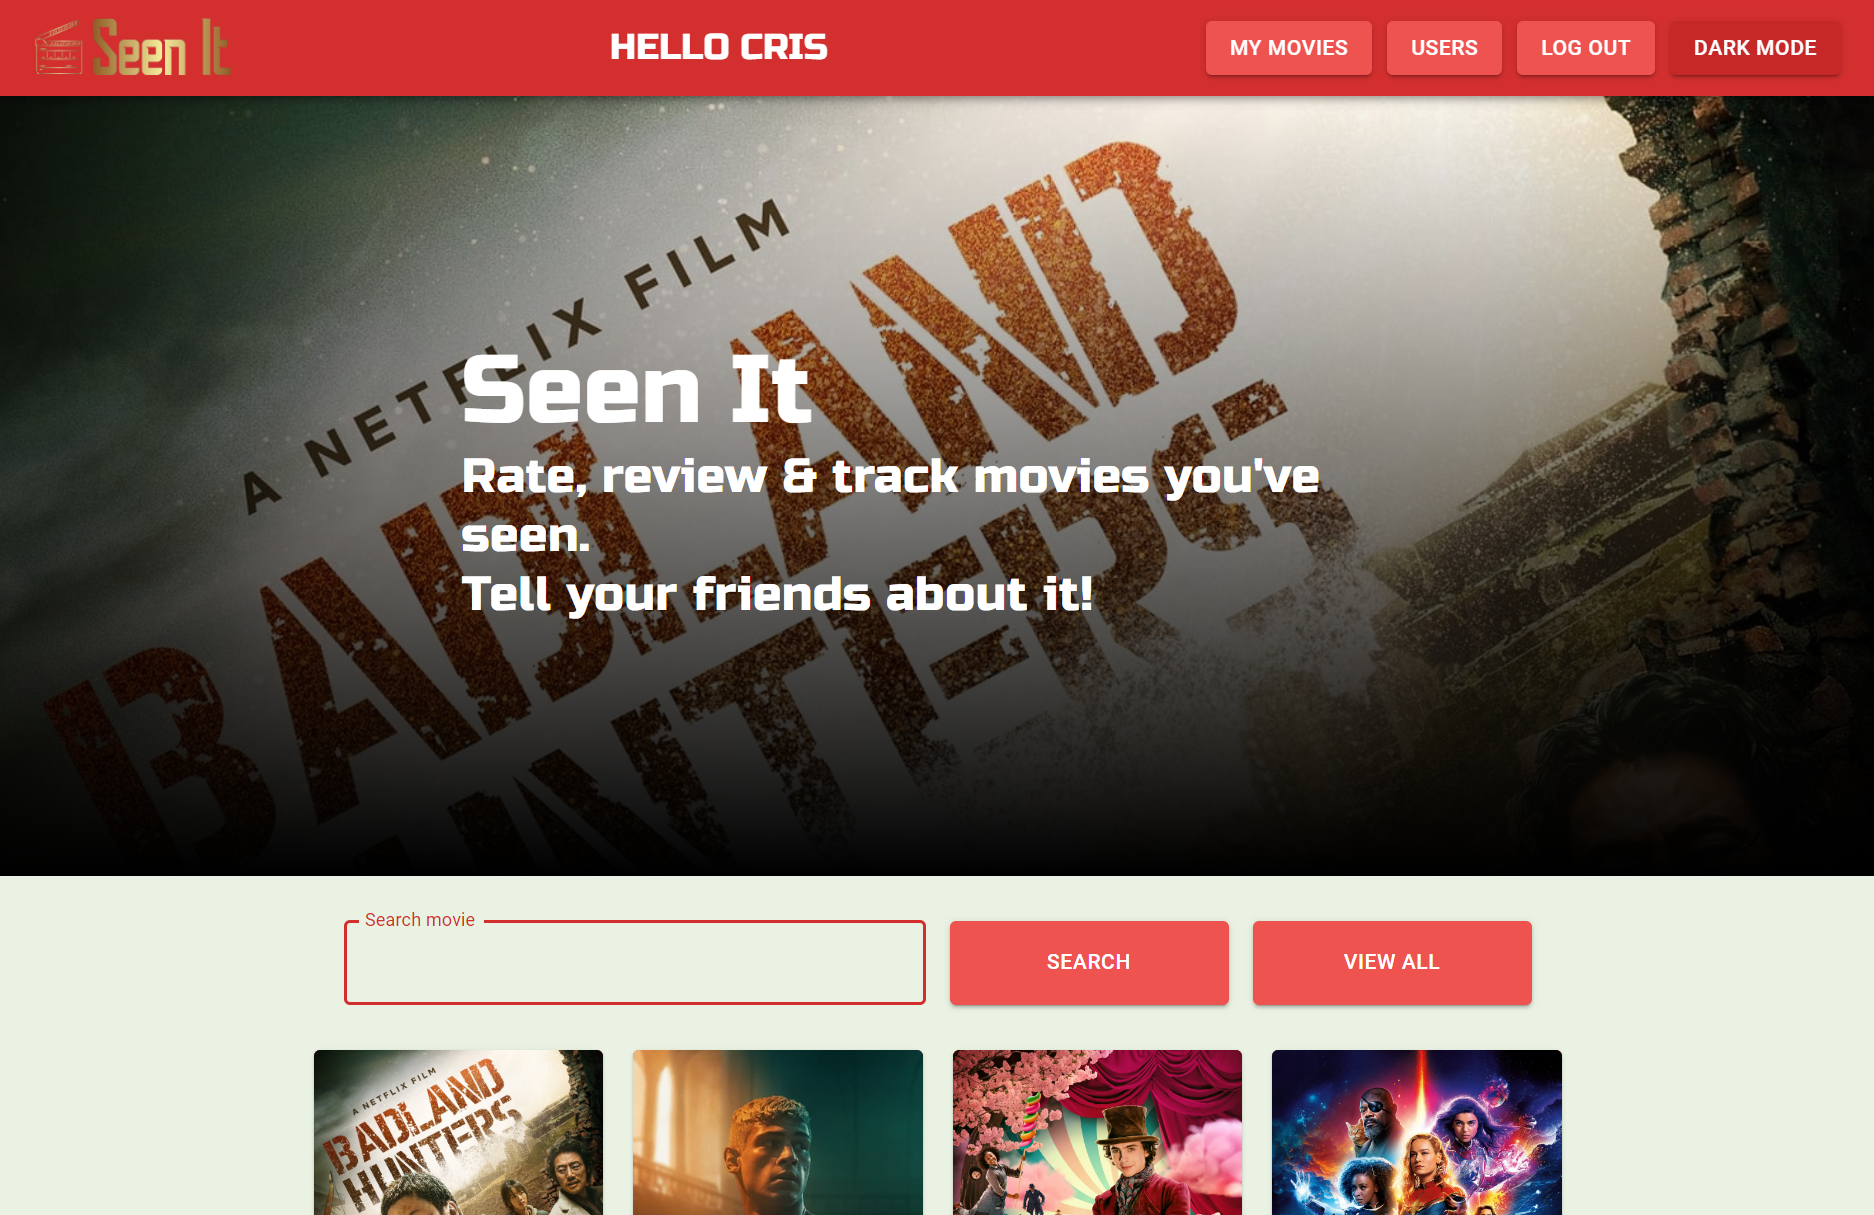 Seen It
HELLO CRIS
MY MOVIES
USERS
LOG OUT
DARK MODE
A NETFLIX FILM
BADLAND
HUNTERS
Seen It
Rate, review & track movies you've
seen.
Tell your friends about it!
Search movie
SEARCH
VIEW ALL
A NETFLIX FILM
BADLAND
HUNTERS